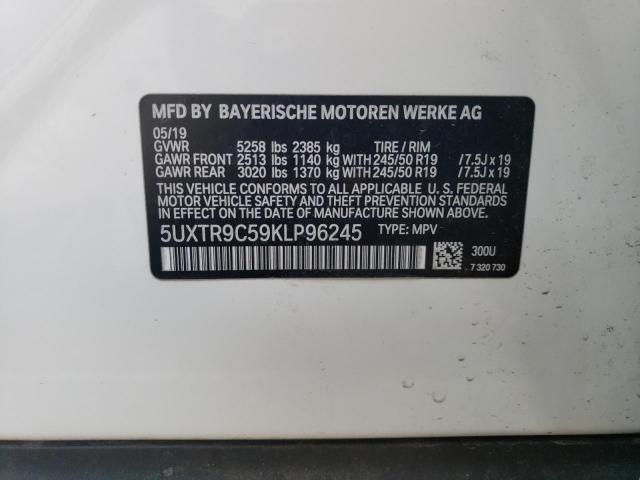 MFD BY BAYERISCHE MOTOREN WERKE AG
05/19
GVWR 5258 lbs 2385 kg TIRE / RIM
GAWR FRONT 2513 lbs 1140 kg WITH 245/50 R19 /7.5J x 19
GAWR REAR 3020 lbs 1370 kg WITH 245/50 R19 /7.5J x 19
THIS VEHICLE CONFORMS TO ALL APPLICABLE U. S. FEDERAL
MOTOR VEHICLE SAFETY AND THEFT PREVENTION STANDARDS
IN EFFECT ON THE DATE OF MANUFACTURE SHOWN ABOVE.
5UXTR9C59KLP96245 TYPE: MPV
300U
7 320 730